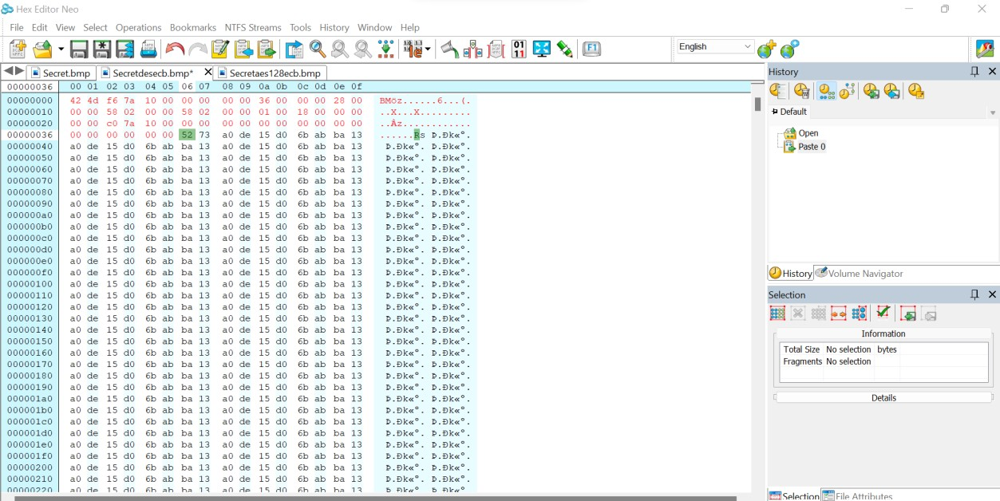 Hex Editor Neo
File Edit View Select Operations Bookmarks NTFS Streams Tools History Window Help
English
Secret.bmp Secretdesecb.bmp* Secretaes128ecb.bmp
00000036 00 01 02 03 04 05 06 07 08 09 0a 0b 0c 0d 0e 0f
00000000 42 4d f6 7a 10 00 00 00 00 00 36 00 00 00 28 00 BMöz......6...(.
00000010 00 00 58 02 00 00 58 02 00 00 01 00 18 00 00 00 ..X...X.........
00000020 00 00 c0 7a 10 00 00 00 00 00 00 00 00 00 00 00 ..Àz............
00000036 00 00 00 00 00 00 52 73 a0 de 15 d0 6b ab ba 13 ......Rs Þ.Ðk«º.
00000040 a0 de 15 d0 6b ab ba 13 a0 de 15 d0 6b ab ba 13 Þ.Ðk«º. Þ.Ðk«º.
00000050 a0 de 15 d0 6b ab ba 13 a0 de 15 d0 6b ab ba 13 Þ.Ðk«º. Þ.Ðk«º.
00000060 a0 de 15 d0 6b ab ba 13 a0 de 15 d0 6b ab ba 13 Þ.Ðk«º. Þ.Ðk«º.
00000070 a0 de 15 d0 6b ab ba 13 a0 de 15 d0 6b ab ba 13 Þ.Ðk«º. Þ.Ðk«º.
00000080 a0 de 15 d0 6b ab ba 13 a0 de 15 d0 6b ab ba 13 Þ.Ðk«º. Þ.Ðk«º.
00000090 a0 de 15 d0 6b ab ba 13 a0 de 15 d0 6b ab ba 13 Þ.Ðk«º. Þ.Ðk«º.
000000a0 a0 de 15 d0 6b ab ba 13 a0 de 15 d0 6b ab ba 13 Þ.Ðk«º. Þ.Ðk«º.
000000b0 a0 de 15 d0 6b ab ba 13 a0 de 15 d0 6b ab ba 13 Þ.Ðk«º. Þ.Ðk«º.
000000c0 a0 de 15 d0 6b ab ba 13 a0 de 15 d0 6b ab ba 13 Þ.Ðk«º. Þ.Ðk«º.
000000d0 a0 de 15 d0 6b ab ba 13 a0 de 15 d0 6b ab ba 13 Þ.Ðk«º. Þ.Ðk«º.
000000e0 a0 de 15 d0 6b ab ba 13 a0 de 15 d0 6b ab ba 13 Þ.Ðk«º. Þ.Ðk«º.
000000f0 a0 de 15 d0 6b ab ba 13 a0 de 15 d0 6b ab ba 13 Þ.Ðk«º. Þ.Ðk«º.
00000100 a0 de 15 d0 6b ab ba 13 a0 de 15 d0 6b ab ba 13 Þ.Ðk«º. Þ.Ðk«º.
00000110 a0 de 15 d0 6b ab ba 13 a0 de 15 d0 6b ab ba 13 Þ.Ðk«º. Þ.Ðk«º.
00000120 a0 de 15 d0 6b ab ba 13 a0 de 15 d0 6b ab ba 13 Þ.Ðk«º. Þ.Ðk«º.
00000130 a0 de 15 d0 6b ab ba 13 a0 de 15 d0 6b ab ba 13 Þ.Ðk«º. Þ.Ðk«º.
00000140 a0 de 15 d0 6b ab ba 13 a0 de 15 d0 6b ab ba 13 Þ.Ðk«º. Þ.Ðk«º.
00000150 a0 de 15 d0 6b ab ba 13 a0 de 15 d0 6b ab ba 13 Þ.Ðk«º. Þ.Ðk«º.
00000160 a0 de 15 d0 6b ab ba 13 a0 de 15 d0 6b ab ba 13 Þ.Ðk«º. Þ.Ðk«º.
00000170 a0 de 15 d0 6b ab ba 13 a0 de 15 d0 6b ab ba 13 Þ.Ðk«º. Þ.Ðk«º.
00000180 a0 de 15 d0 6b ab ba 13 a0 de 15 d0 6b ab ba 13 Þ.Ðk«º. Þ.Ðk«º.
00000190 a0 de 15 d0 6b ab ba 13 a0 de 15 d0 6b ab ba 13 Þ.Ðk«º. Þ.Ðk«º.
000001a0 a0 de 15 d0 6b ab ba 13 a0 de 15 d0 6b ab ba 13 Þ.Ðk«º. Þ.Ðk«º.
000001b0 a0 de 15 d0 6b ab ba 13 a0 de 15 d0 6b ab ba 13 Þ.Ðk«º. Þ.Ðk«º.
000001c0 a0 de 15 d0 6b ab ba 13 a0 de 15 d0 6b ab ba 13 Þ.Ðk«º. Þ.Ðk«º.
000001d0 a0 de 15 d0 6b ab ba 13 a0 de 15 d0 6b ab ba 13 Þ.Ðk«º. Þ.Ðk«º.
000001e0 a0 de 15 d0 6b ab ba 13 a0 de 15 d0 6b ab ba 13 Þ.Ðk«º. Þ.Ðk«º.
000001f0 a0 de 15 d0 6b ab ba 13 a0 de 15 d0 6b ab ba 13 Þ.Ðk«º. Þ.Ðk«º.
00000200 a0 de 15 d0 6b ab ba 13 a0 de 15 d0 6b ab ba 13 Þ.Ðk«º. Þ.Ðk«º.
00000210 a0 de 15 d0 6b ab ba 13 a0 de 15 d0 6b ab ba 13 Þ.Ðk«º. Þ.Ðk«º.
00000220 a0 de 15 d0 6b ab ba 13 a0 de 15 d0 6b ab ba 13 Þ.Ðk«º. Þ.Ðk«º.
History
Default
Open
Paste 0
History Volume Navigator
Selection
Information
Total Size No selection bytes
Fragments No selection
Details
Selection File Attributes